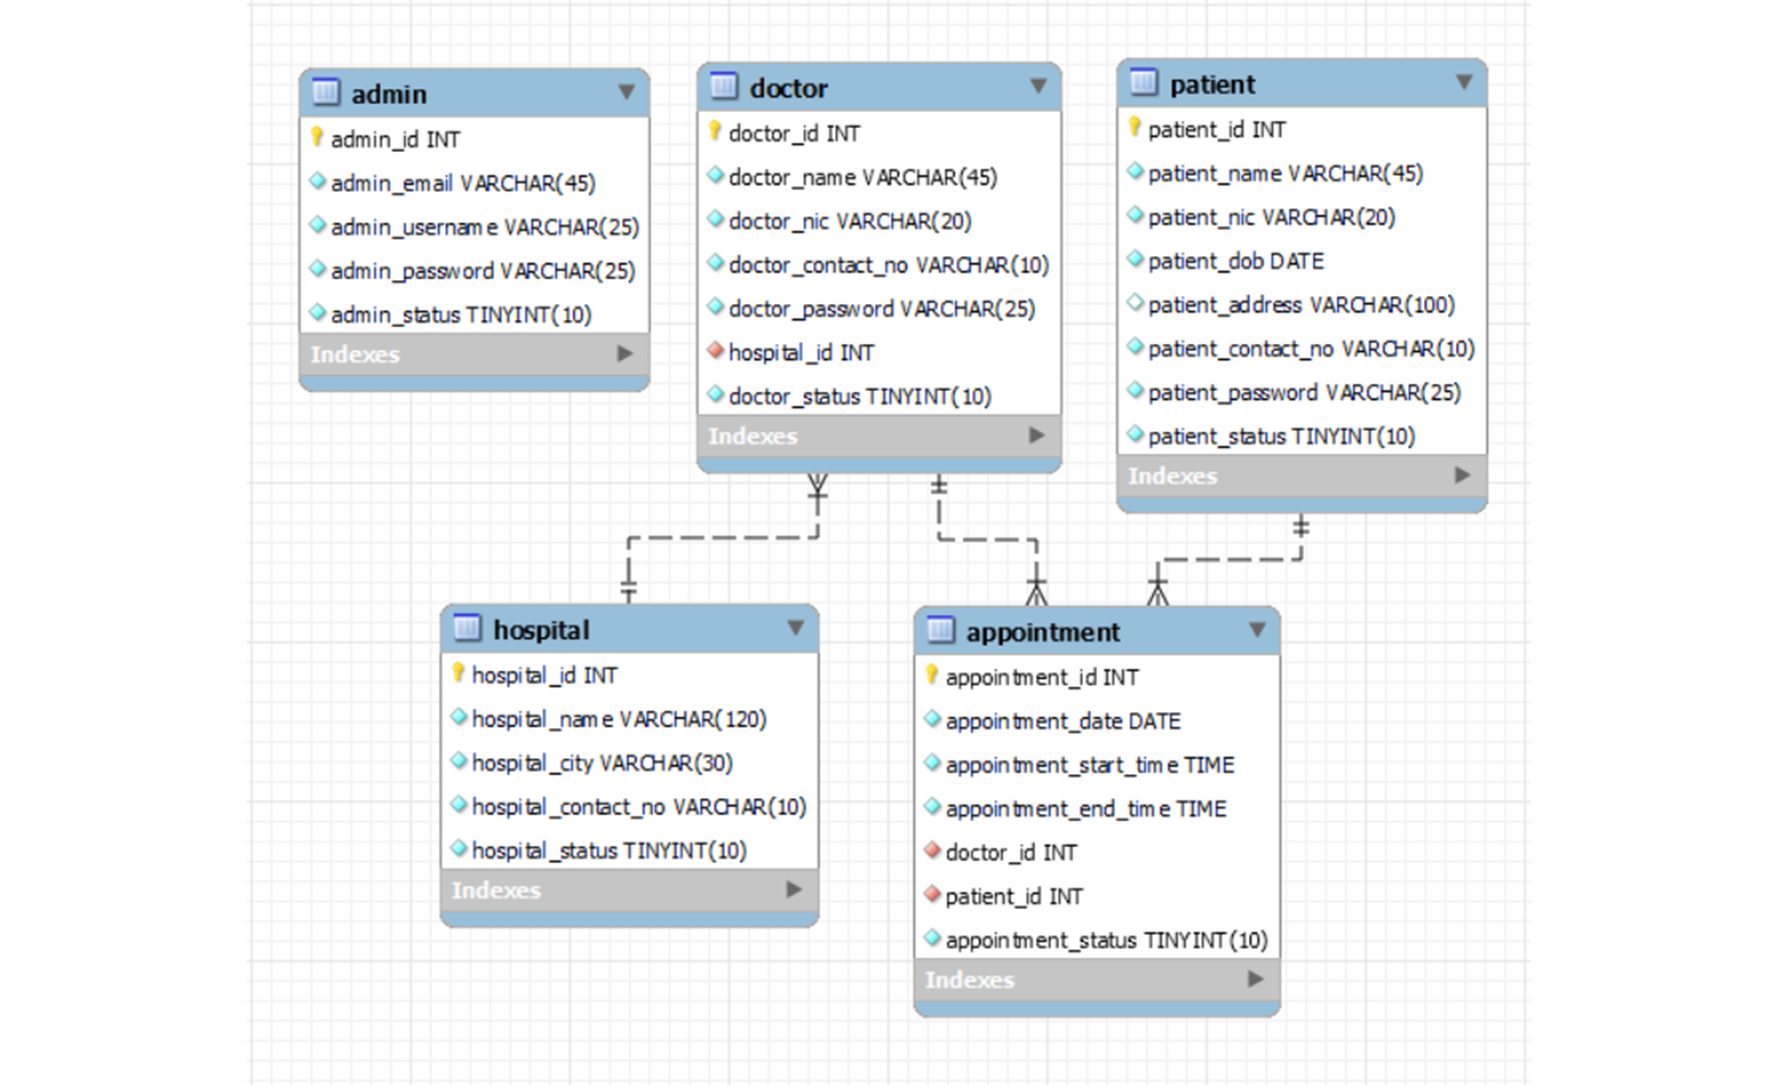 admin
admin_id INT
admin_email VARCHAR(45)
admin_username VARCHAR(25)
admin_password VARCHAR(25)
admin_status TINYINT(10)
Indexes
doctor
doctor_id INT
doctor_name VARCHAR(45)
doctor_nic VARCHAR(20)
doctor_contact_no VARCHAR(10)
doctor_password VARCHAR(25)
hospital_id INT
doctor_status TINYINT(10)
Indexes
patient
patient_id INT
patient_name VARCHAR(45)
patient_nic VARCHAR(20)
patient_dob DATE
patient_address VARCHAR(100)
patient_contact_no VARCHAR(10)
patient_password VARCHAR(25)
patient_status TINYINT(10)
Indexes
hospital
hospital_id INT
hospital_name VARCHAR(120)
hospital_city VARCHAR(30)
hospital_contact_no VARCHAR(10)
hospital_status TINYINT(10)
Indexes
appointment
appointment_id INT
appointment_date DATE
appointment_start_time TIME
appointment_end_time TIME
doctor_id INT
patient_id INT
appointment_status TINYINT(10)
Indexes